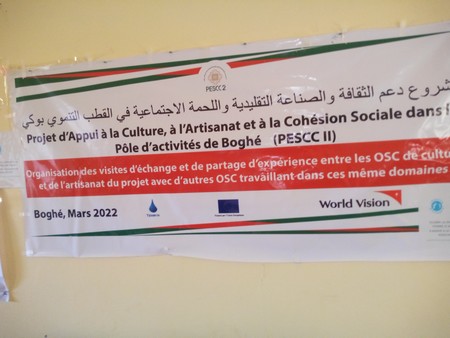 PESCC 2
شروع دعم الثقافة والصناعة التقليدية واللحمة الاجتماعية في القطب التنموي بوكي
Projet d'Appui à la Culture, à l'Artisanat et à la Cohésion Sociale dans l
Pôle d'activités de Boghé (PESCC II)
Organisation des visites d'échange et de partage d'expérience entre les OSC de cultu
et de l'artisanat du projet avec d'autres OSC travaillant dans ces même domaines
Boghé, Mars 2022
World Vision